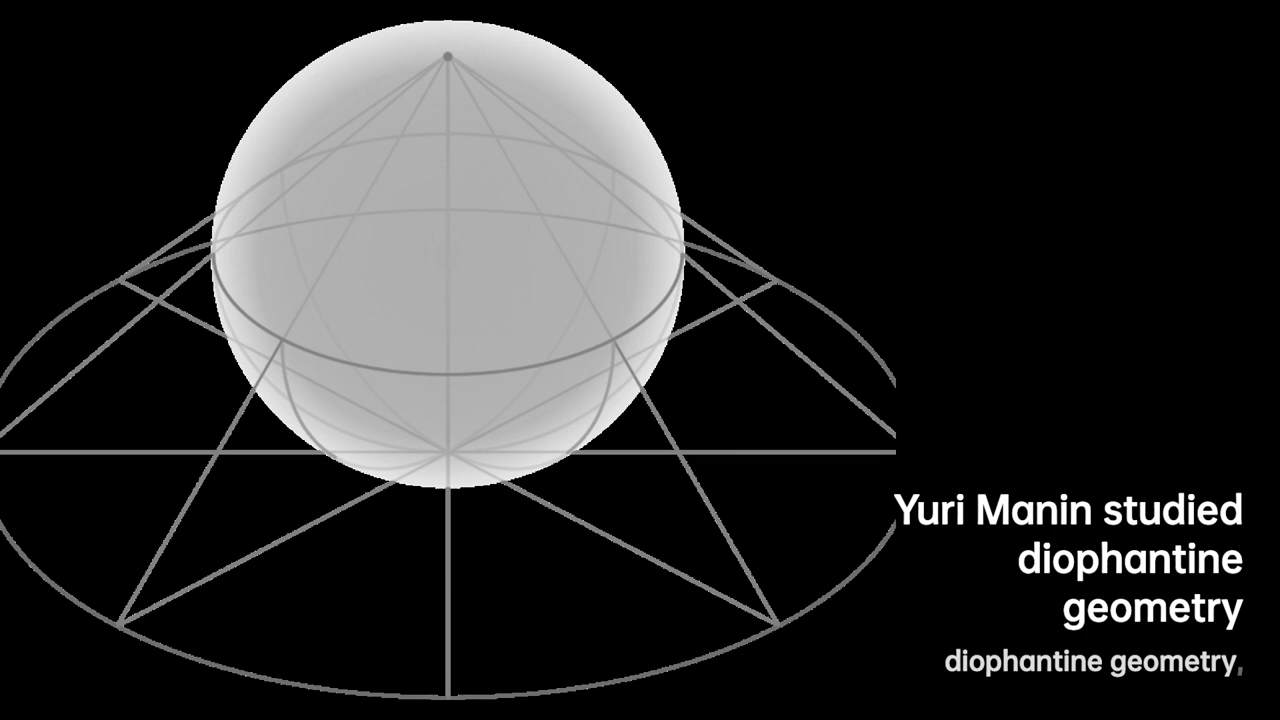 Yuri Manin studied
diophantine
geometry
diophantine geometry,